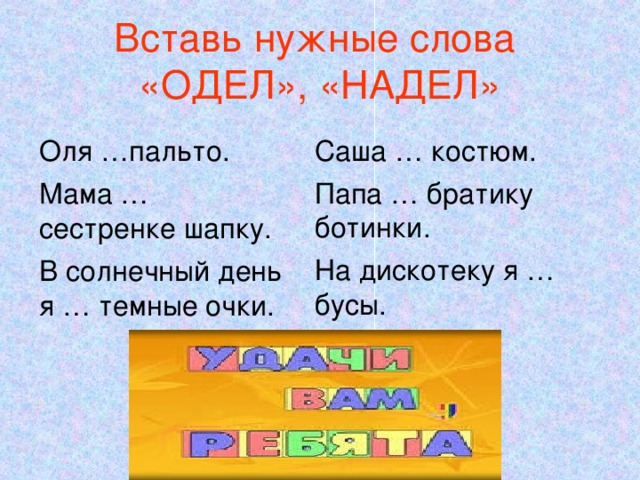 Вставь нужные слова
«ОДЕЛ», «НАДЕЛ»
Оля …пальто.
Мама …
сестренке шапку.
В солнечный день
я … темные очки.
Саша … костюм.
Папа … братику
ботинки.
На дискотеку я …
бусы.
УДАЧИ
ВАМ
РЕБЯТА